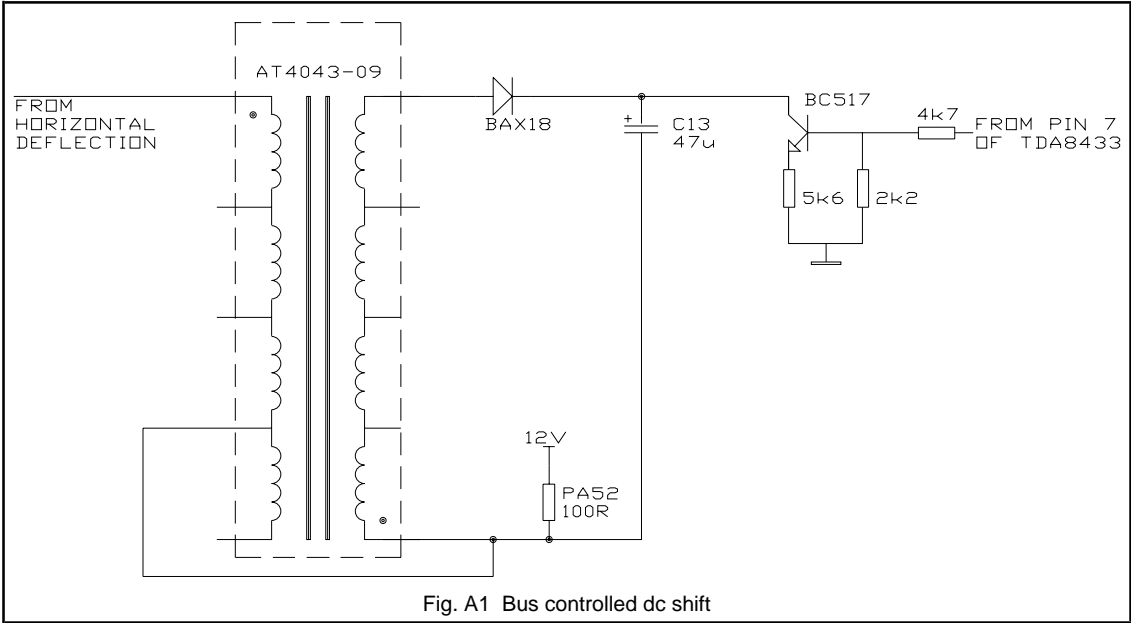 AT4043-09
FROM
HORIZONTAL
DEFLECTION
BAX18
C13
47u
+
BC517
4k7
FROM PIN 7
OF TDA8433
5k6
2k2
12V
PA52
100R
Fig. A1 Bus controlled dc shift